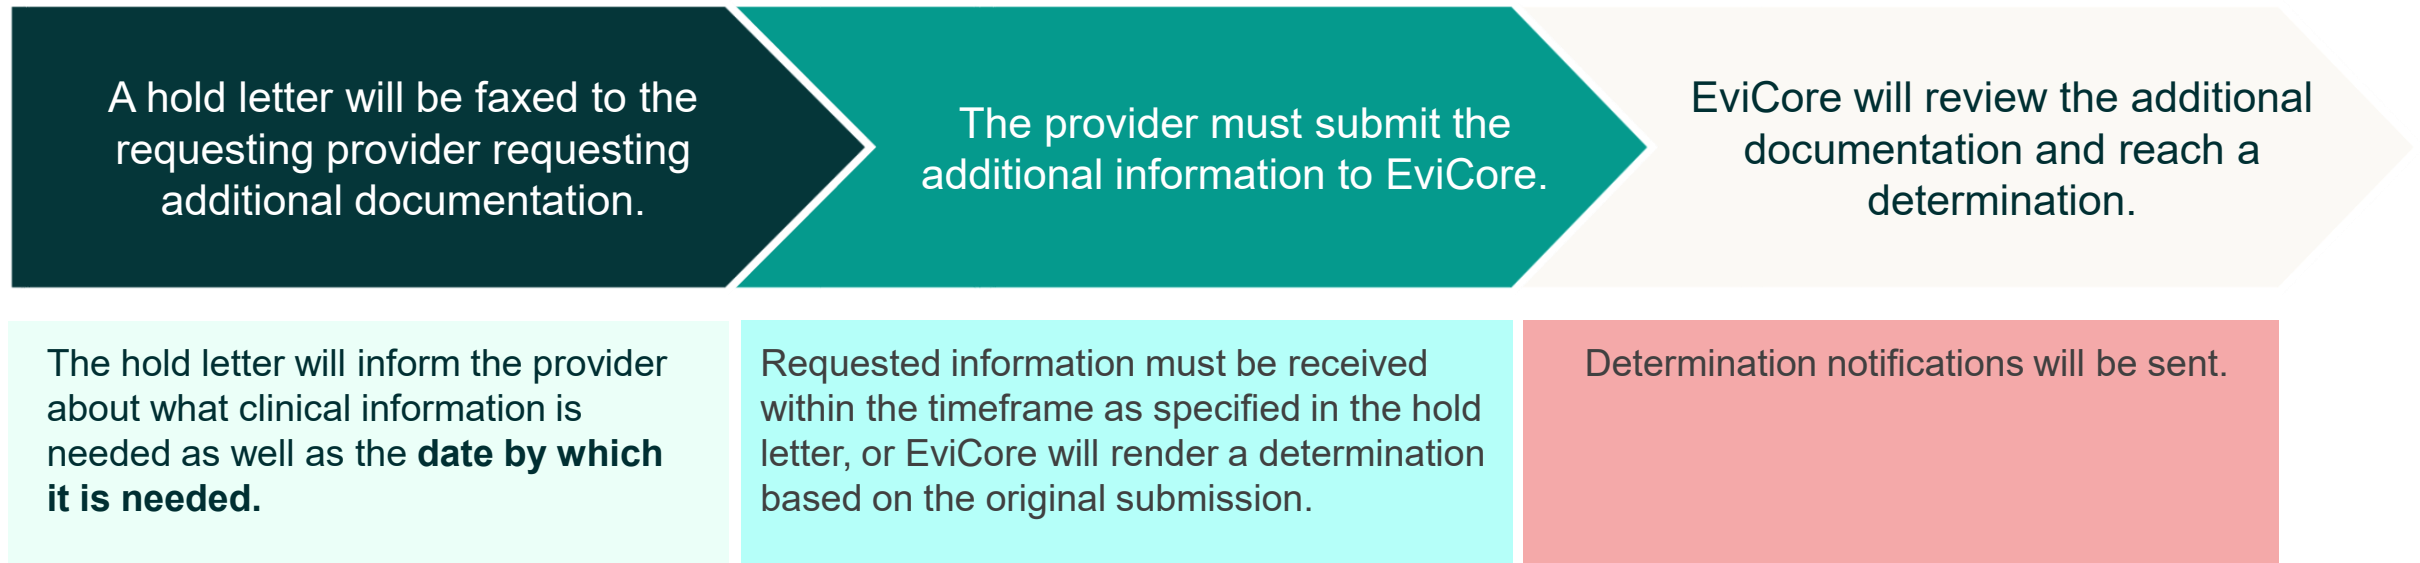 A hold letter will be faxed to the
requesting provider requesting
additional documentation.
The provider must submit the
additional information to EviCore.
EviCore will review the additional
documentation and reach a
determination.
The hold letter will inform the provider
about what clinical information is
needed as well as the date by which
it is needed.
Requested information must be received
within the timeframe as specified in the hold
letter, or EviCore will render a determination
based on the original submission.
Determination notifications will be sent.